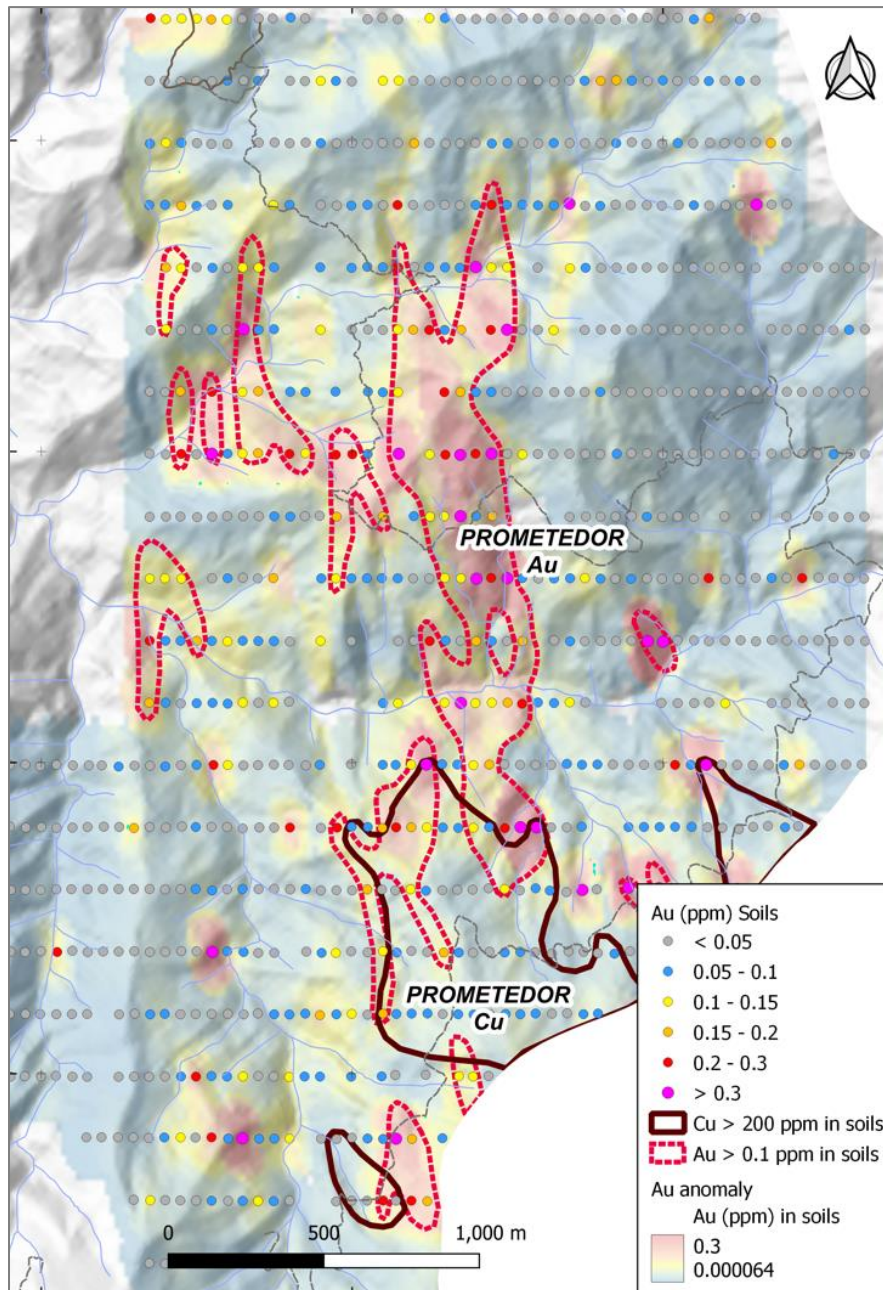 PROMETEDOR
Au
PROMETEDOR
Cu
0 500 1,000 m
Au (ppm) Soils
< 0.05
0.05 - 0.1
0.1 - 0.15
0.15 - 0.2
0.2 - 0.3
> 0.3
Cu > 200 ppm in soils
Au > 0.1 ppm in soils
Au anomaly
Au (ppm) in soils
0.3
0.000064